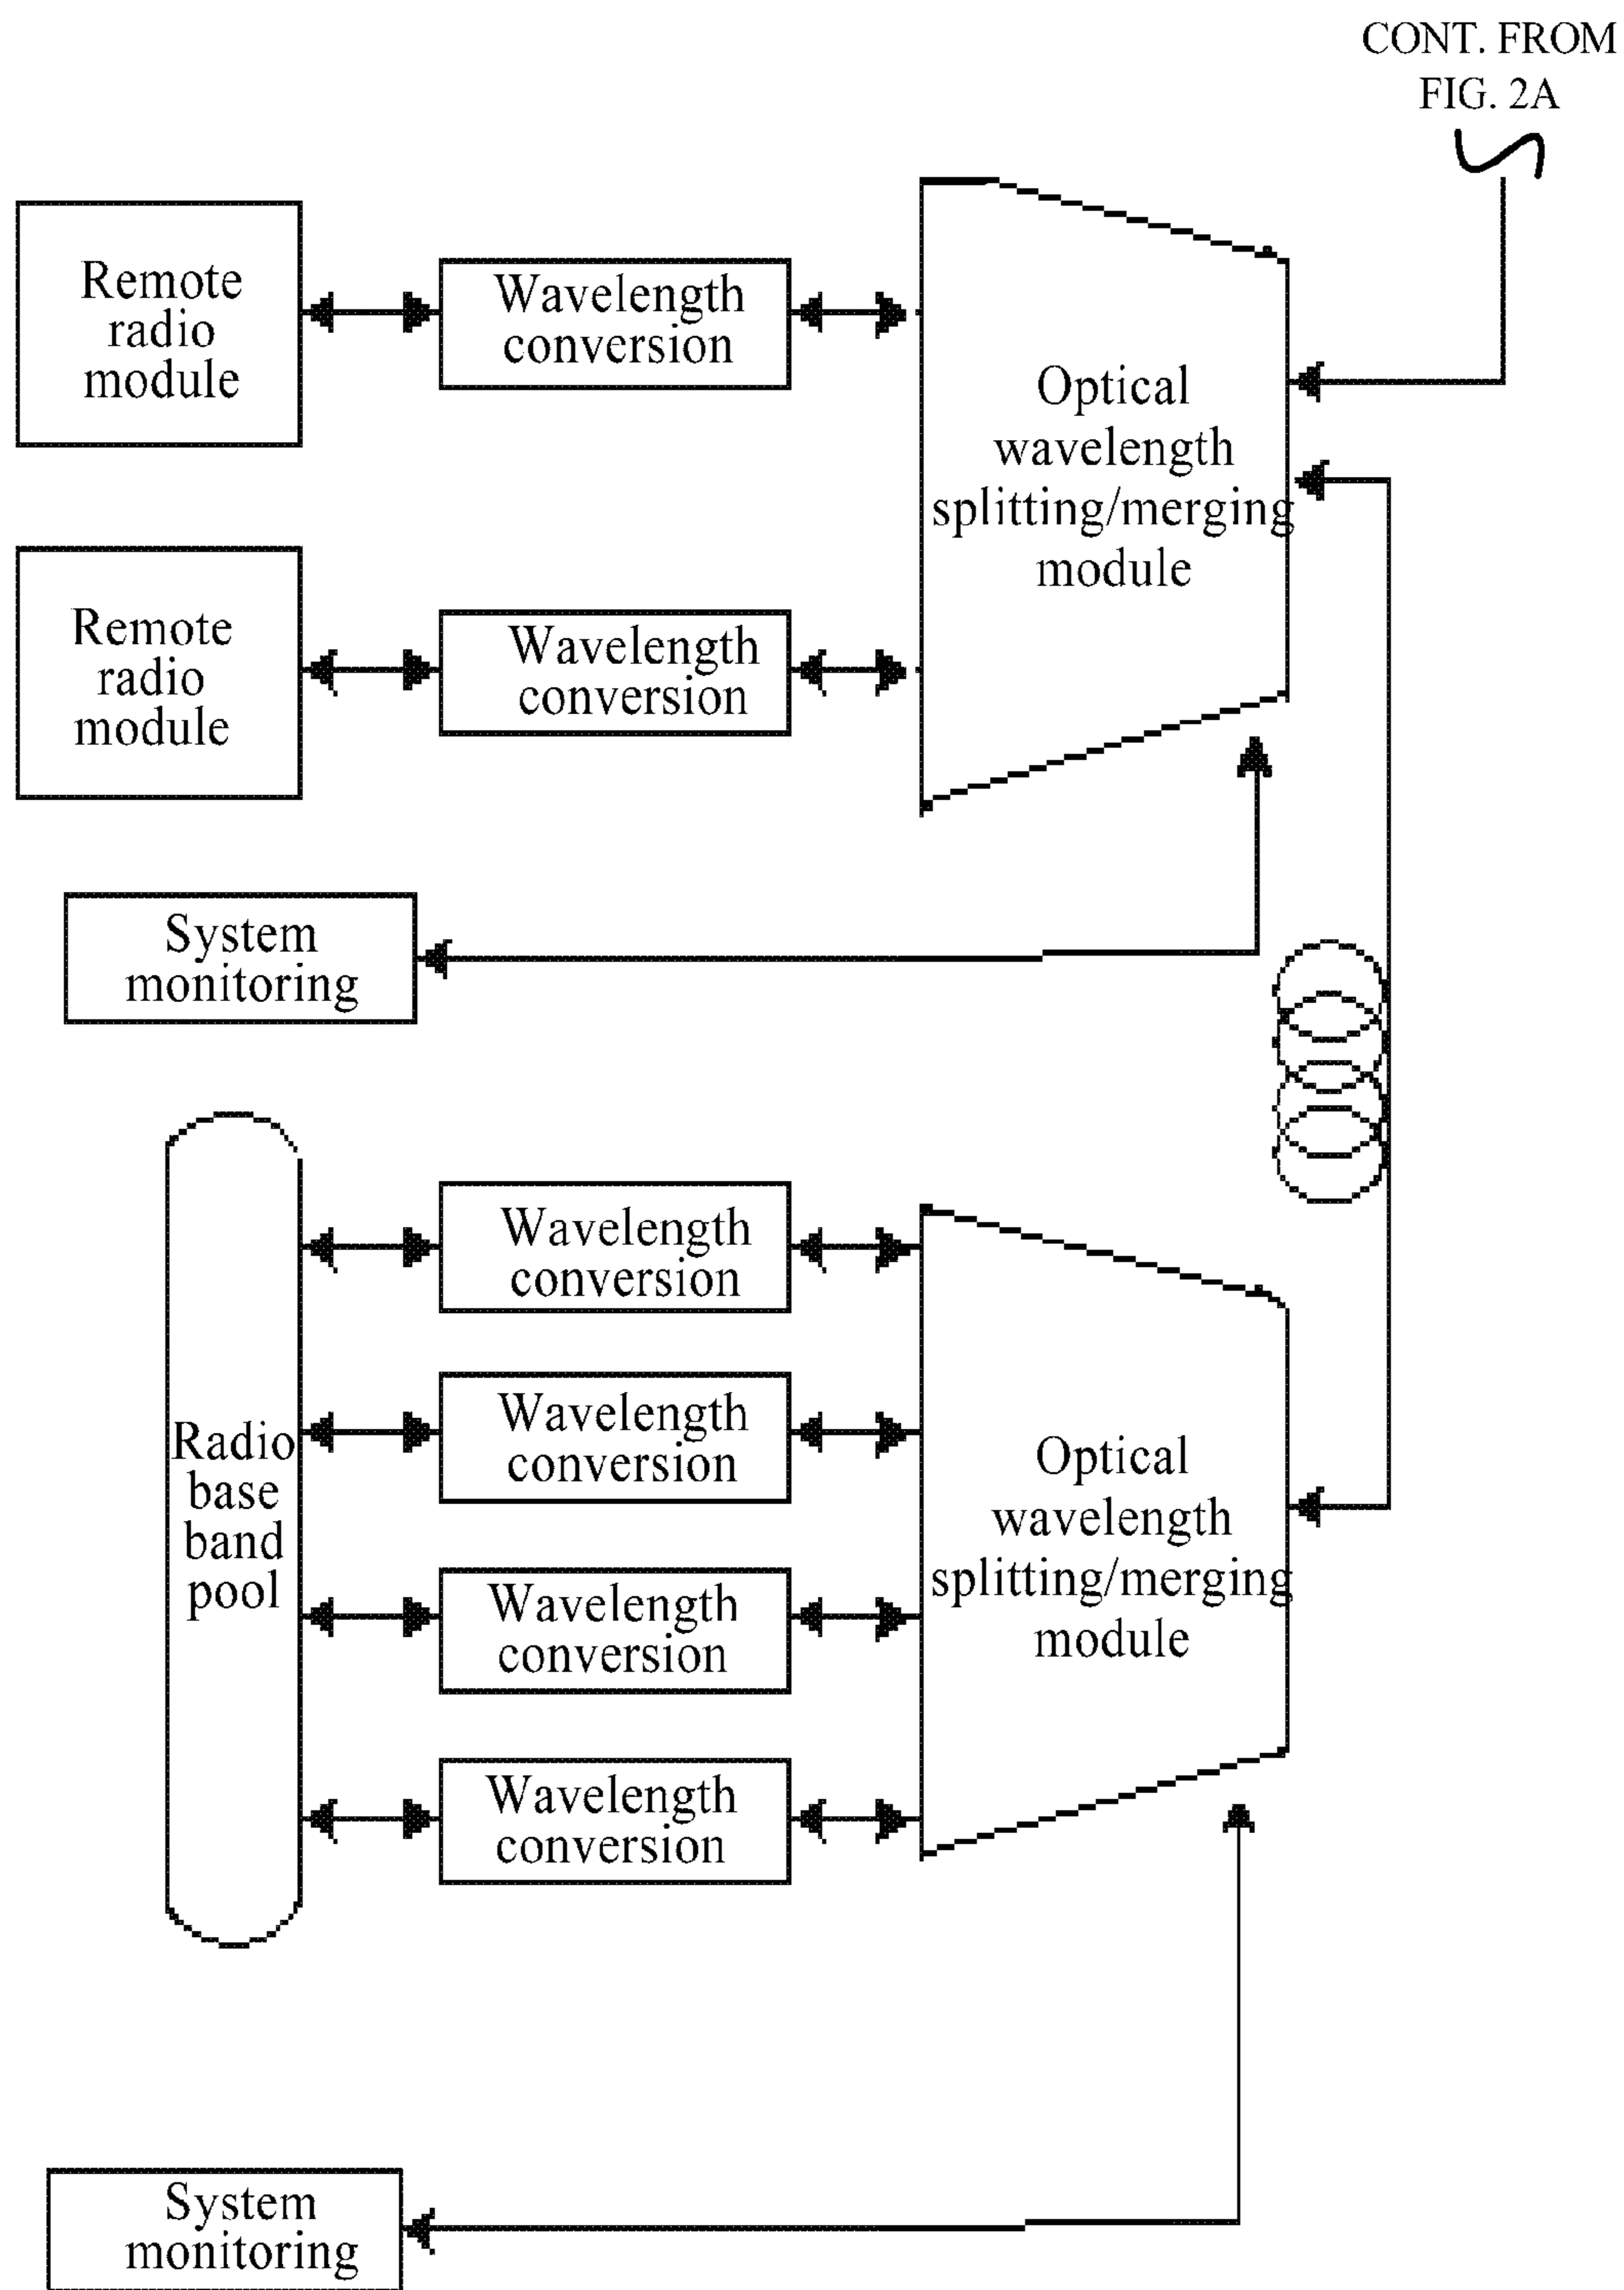 CONT. FROM
FIG. 2A
Remote
radio
module
Wavelength
conversion
Optical
wavelength
splitting/merging
module
Remote
radio
module
Wavelength
conversion
System
monitoring
Radio
base
band
pool
Wavelength
conversion
Wavelength
conversion
Wavelength
conversion
Wavelength
conversion
Optical
wavelength
splitting/merging
module
System
monitoring